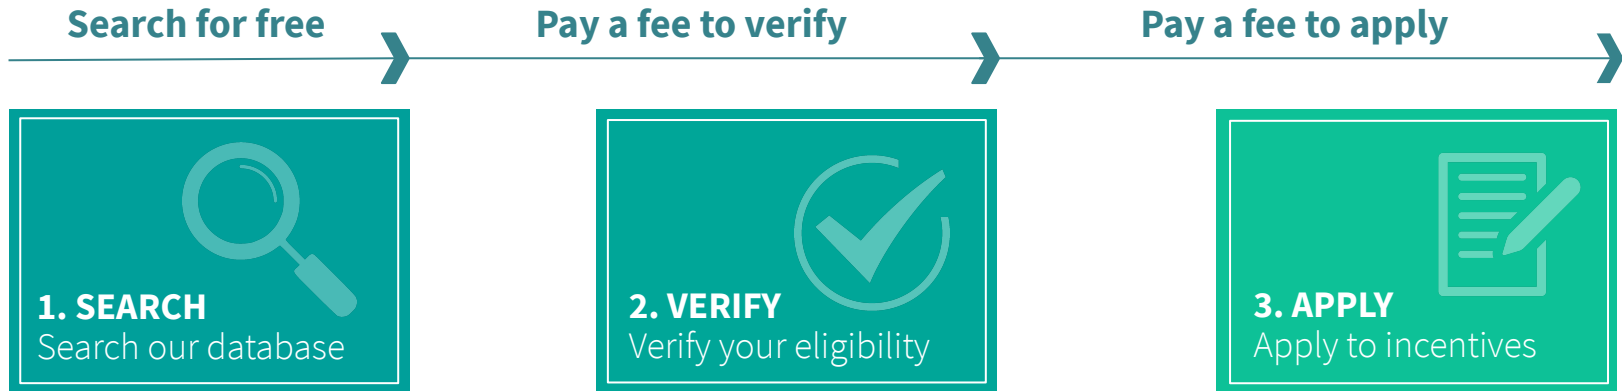 Search for free
Pay a fee to verify
Pay a fee to apply
1. SEARCH
Search our database
2. VERIFY
Verify your eligibility
3. APPLY
Apply to incentives